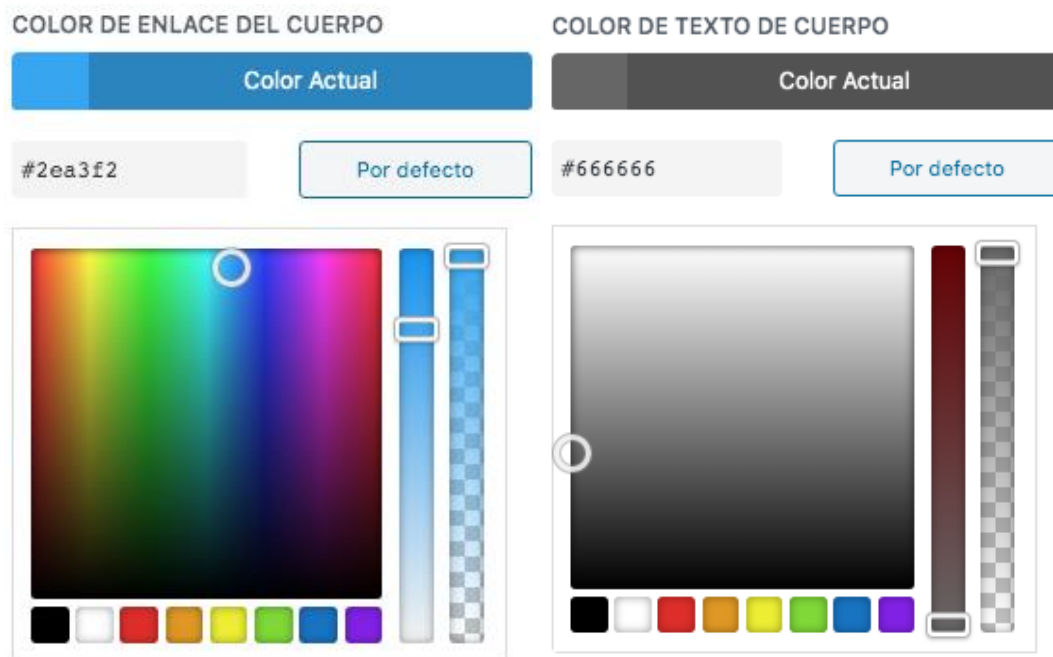 COLOR DE ENLACE DEL CUERPO
Color Actual
#2ea3f2
Por defecto
COLOR DE TEXTO DE CUERPO
Color Actual
#666666
Por defecto